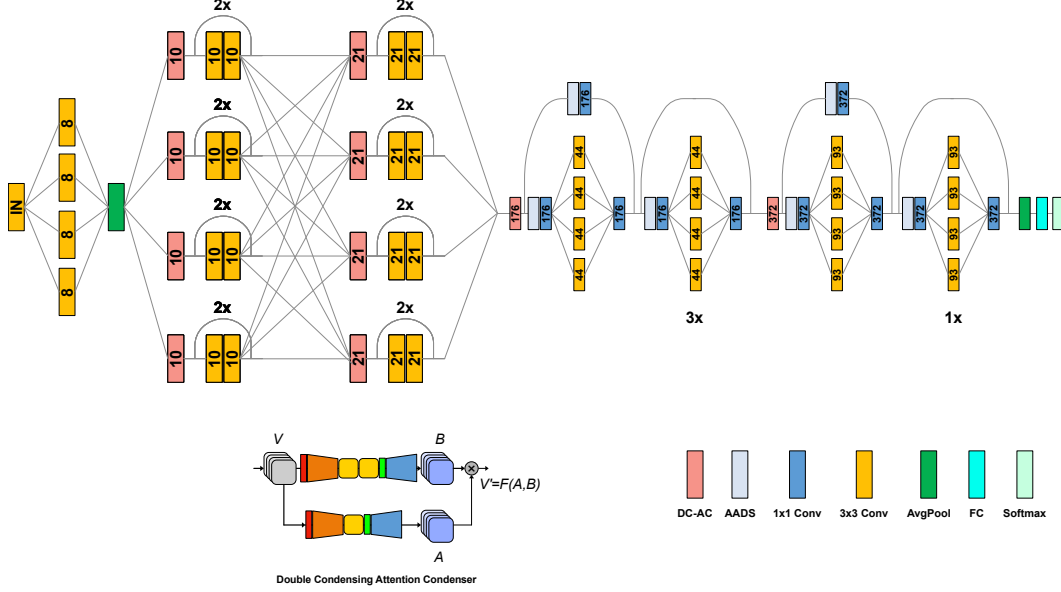 2x 2x
10 10 10 21 21 21
176 372
8
2x 2x
44 44 93 93
10 10 10 21 21 21
8
44 44 93 93
IN 176 176 176 176 176 372 372 372 372 372
8
2x 2x
44 44 93 93
10 10 10 21 21 21
8
44 44 93 93
2x 2x
3x 1x
10 10 10 21 21 21
V B
V'=F(A,B)
A
Double Condensing Attention Condenser
DC-AC AADS 1x1 Conv 3x3 Conv AvgPool FC Softmax